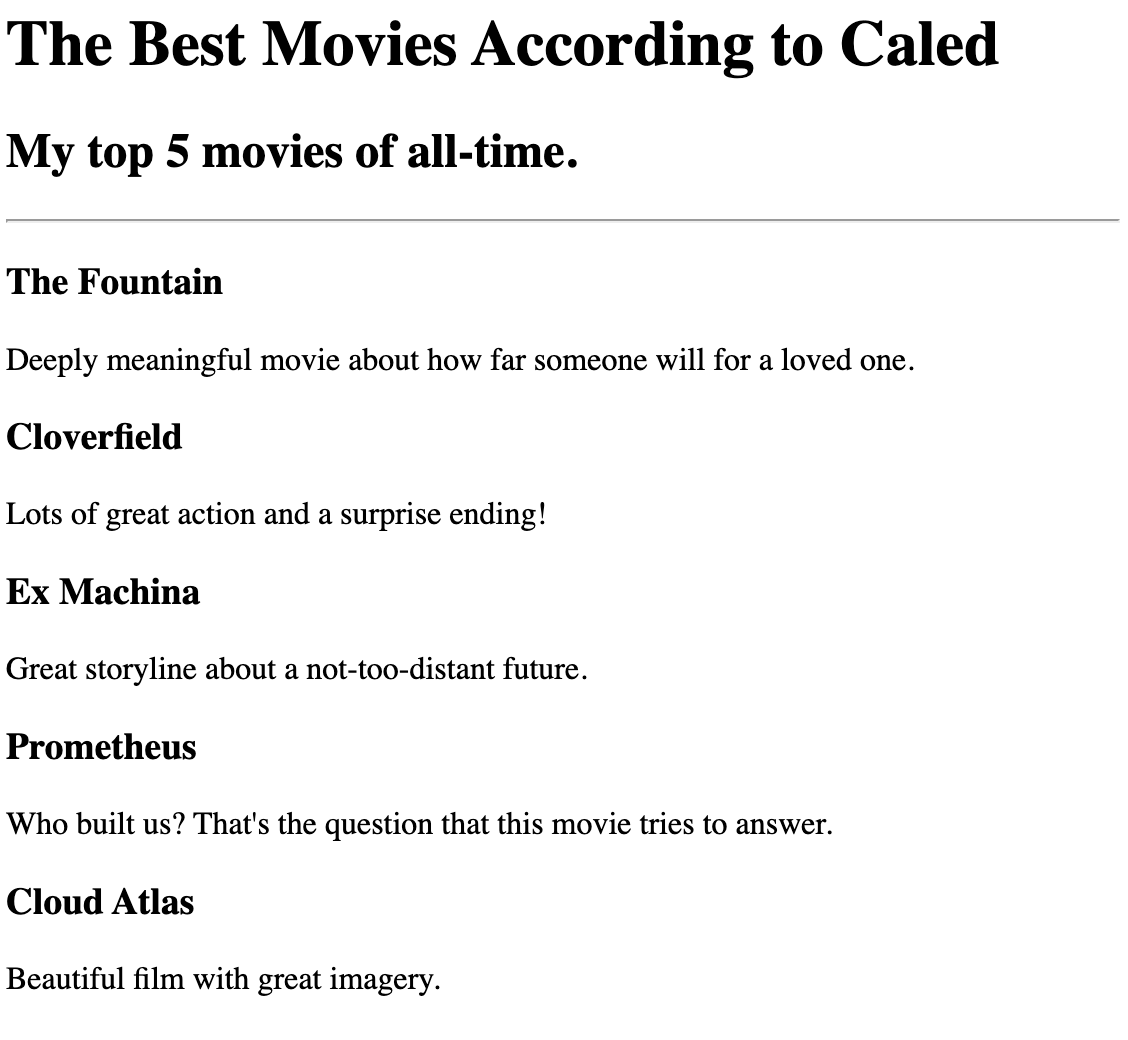 The Best Movies According to Caled
My top 5 movies of all-time.
The Fountain
Deeply meaningful movie about how far someone will for a loved one.
Cloverfield
Lots of great action and a surprise ending!
Ex Machina
Great storyline about a not-too-distant future.
Prometheus
Who built us? That's the question that this movie tries to answer.
Cloud Atlas
Beautiful film with great imagery.